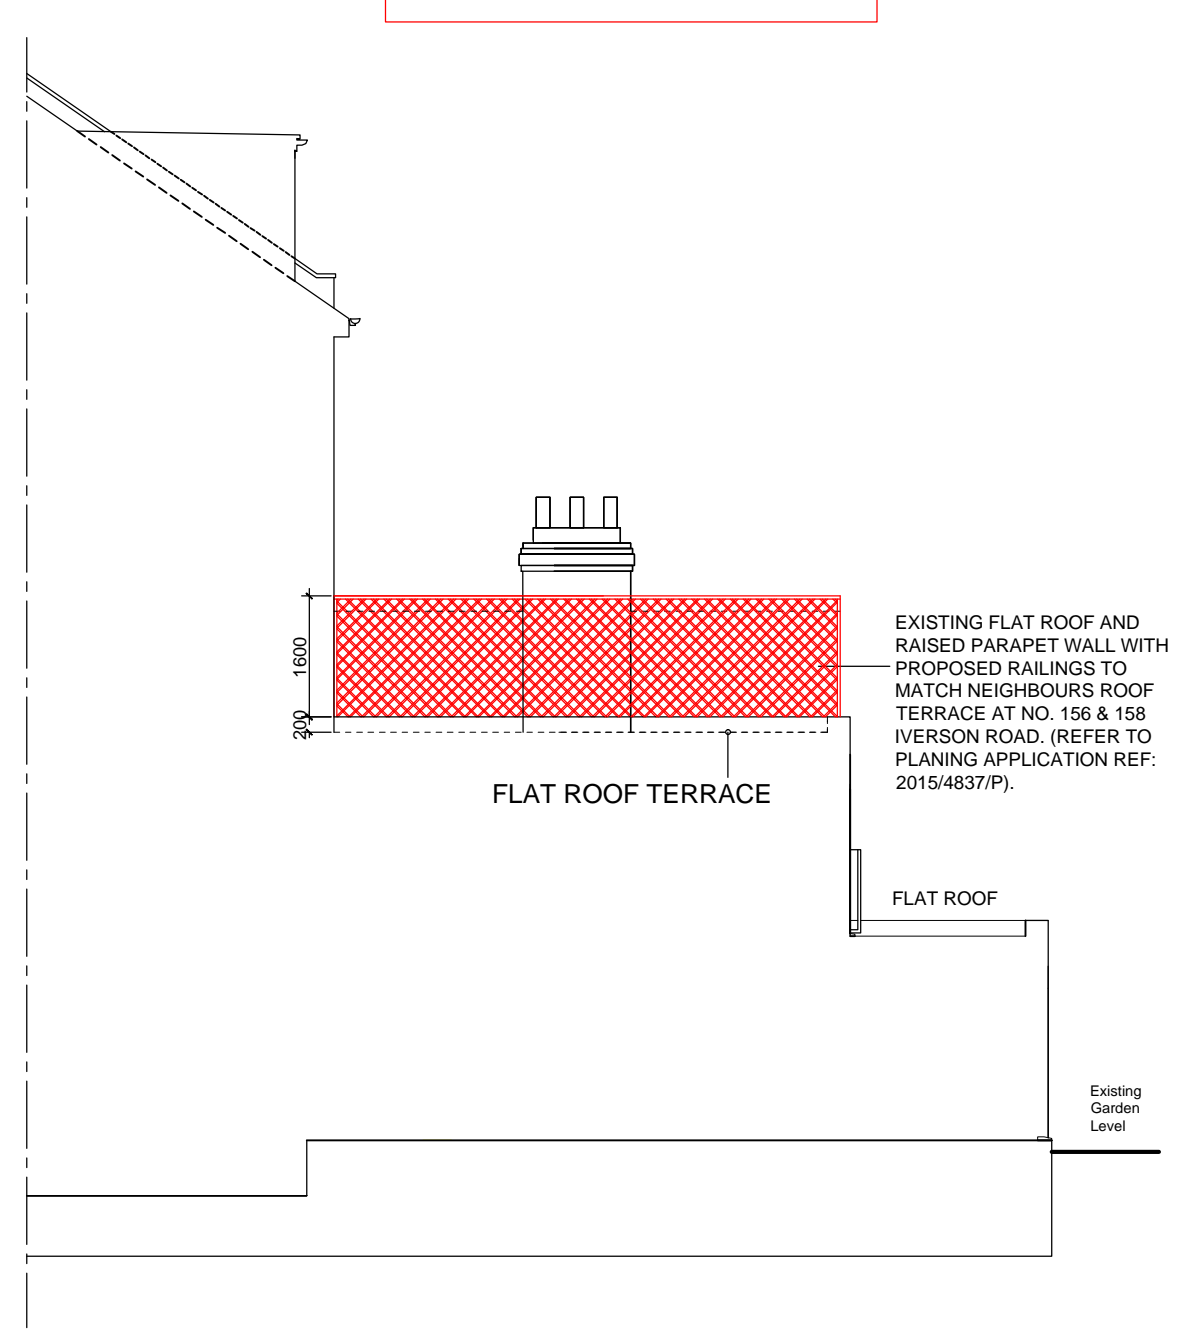 1600
200
EXISTING FLAT ROOF AND
RAISED PARAPET WALL WITH
PROPOSED RAILINGS TO
MATCH NEIGHBOURS ROOF
TERRACE AT NO. 156 & 158
IVERSON ROAD. (REFER TO
PLANING APPLICATION REF:
2015/4837/P).
FLAT ROOF TERRACE
FLAT ROOF
Existing
Garden
Level